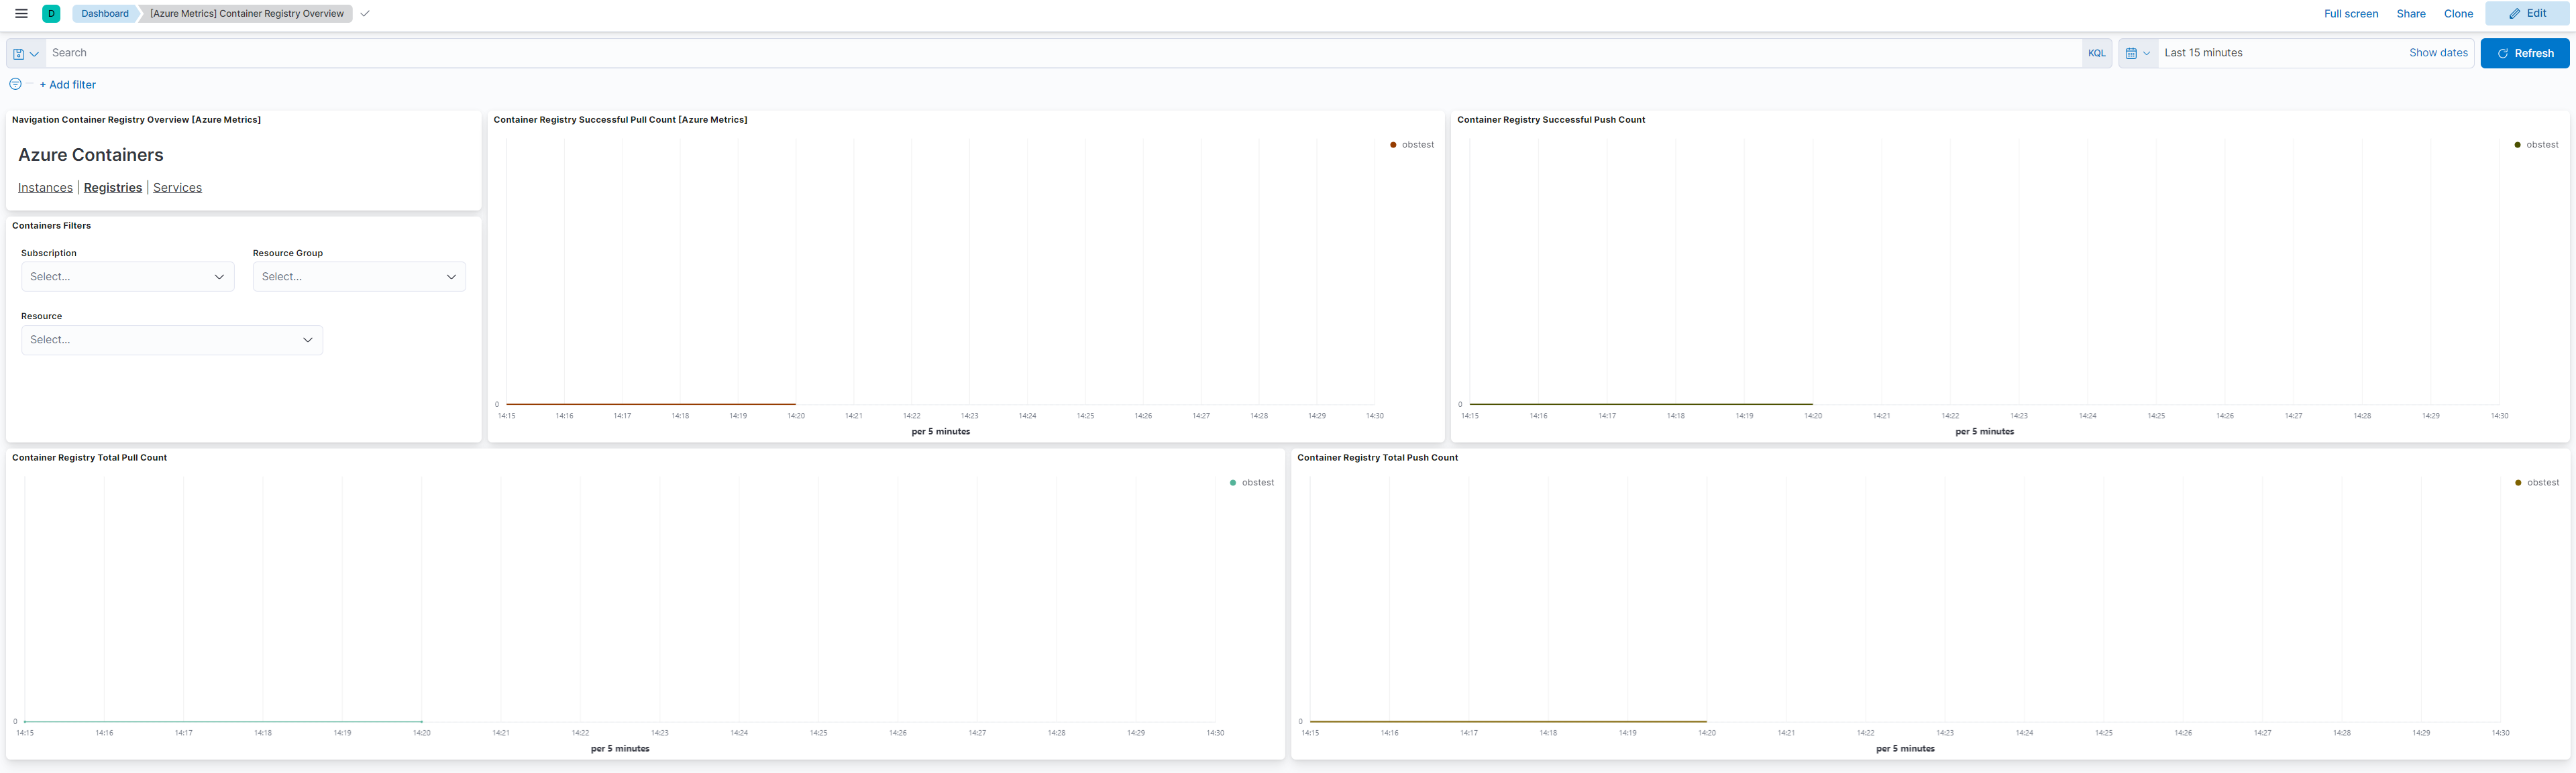 D Dashboard [Azure Metrics] Container Registry Overview Full screen Share Clone Edit
Search KQL Last 15 minutes Show dates Refresh
+ Add filter
Navigation Container Registry Overview [Azure Metrics]
Azure Containers
Instances | Registries | Services
Containers Filters
Subscription Resource Group
Select... Select...
Resource
Select...
Container Registry Successful Pull Count [Azure Metrics]
obstest
0
14:15 14:16 14:17 14:18 14:19 14:20 14:21 14:22 14:23 14:24 14:25 14:26 14:27 14:28 14:29 14:30
per 5 minutes
Container Registry Successful Push Count
obstest
0
14:15 14:16 14:17 14:18 14:19 14:20 14:21 14:22 14:23 14:24 14:25 14:26 14:27 14:28 14:29 14:30
per 5 minutes
Container Registry Total Pull Count
obstest
0
14:15 14:16 14:17 14:18 14:19 14:20 14:21 14:22 14:23 14:24 14:25 14:26 14:27 14:28 14:29 14:30
per 5 minutes
Container Registry Total Push Count
obstest
0
14:15 14:16 14:17 14:18 14:19 14:20 14:21 14:22 14:23 14:24 14:25 14:26 14:27 14:28 14:29 14:30
per 5 minutes